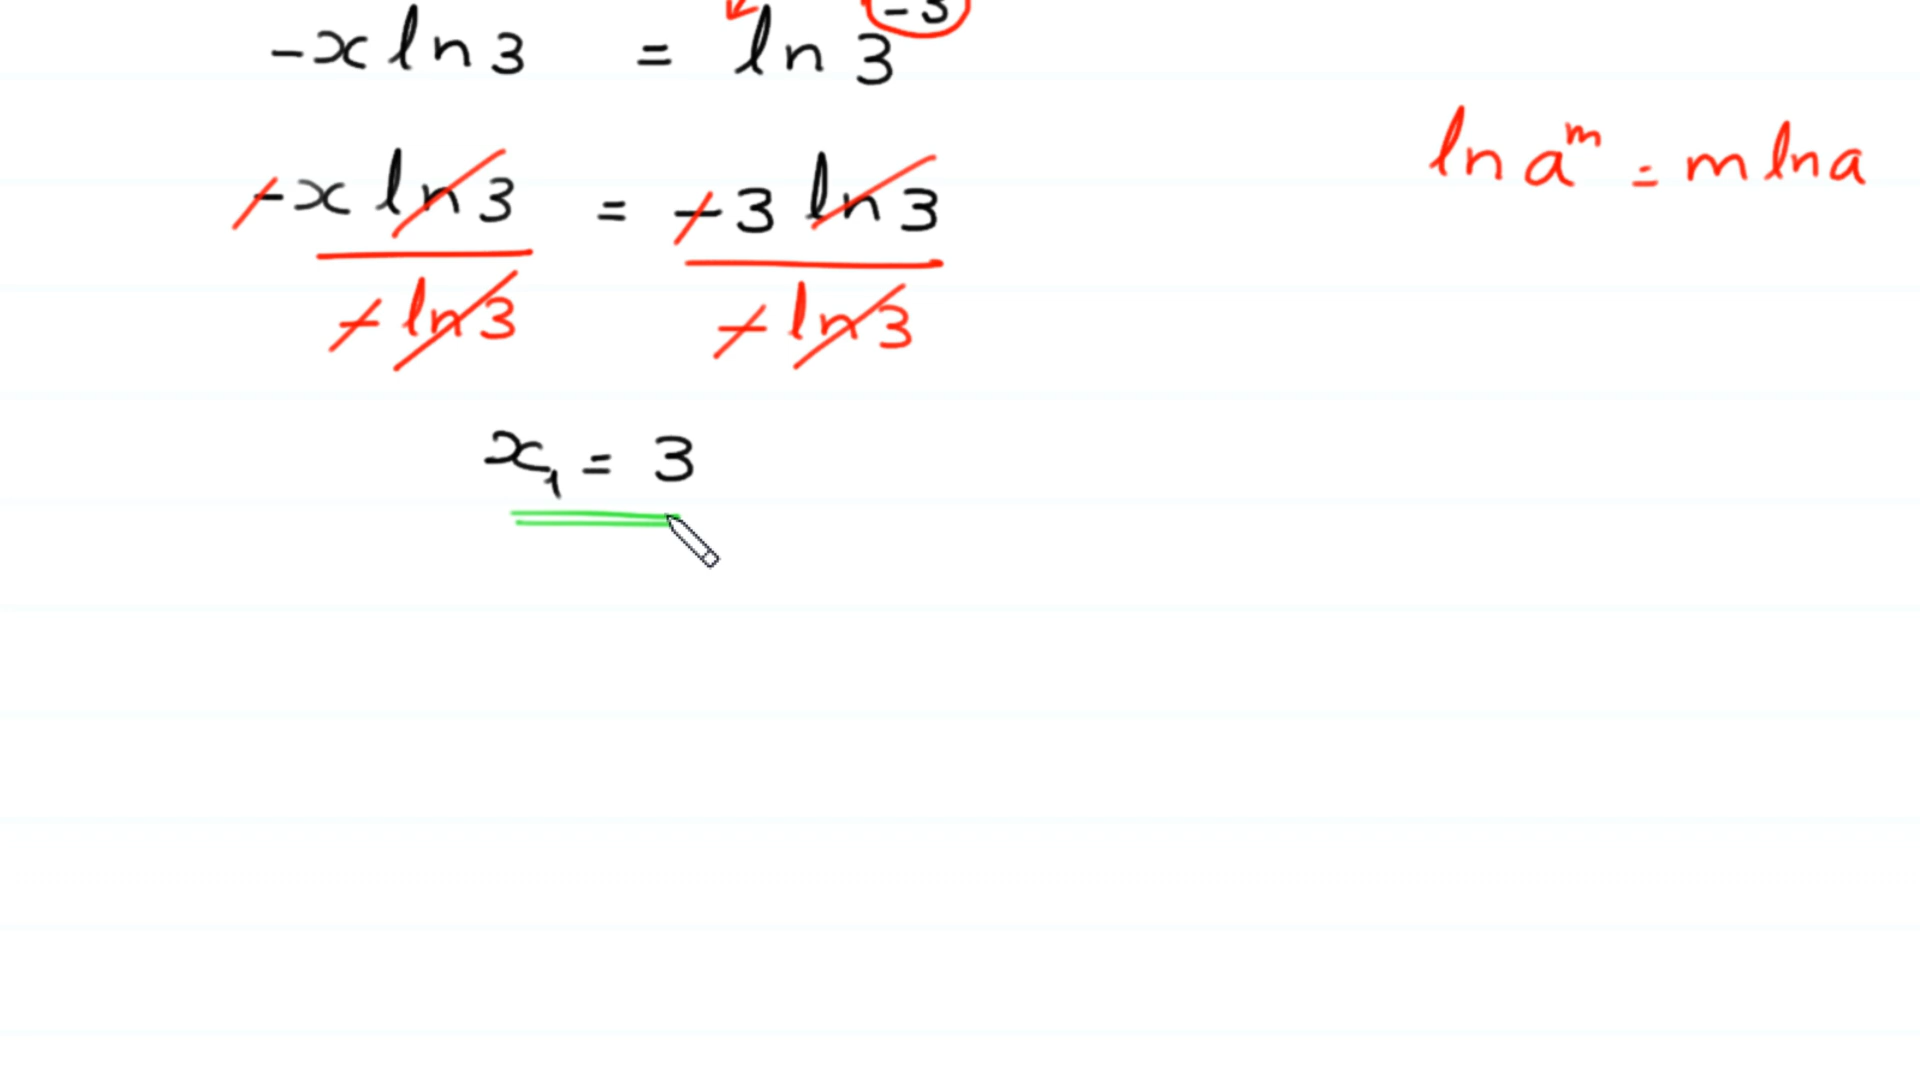 -x ln 3 = ln 3^-3
ln a^m = m ln a
-x ln 3 = -3 ln 3
-ln 3 -ln 3
x₁ = 3